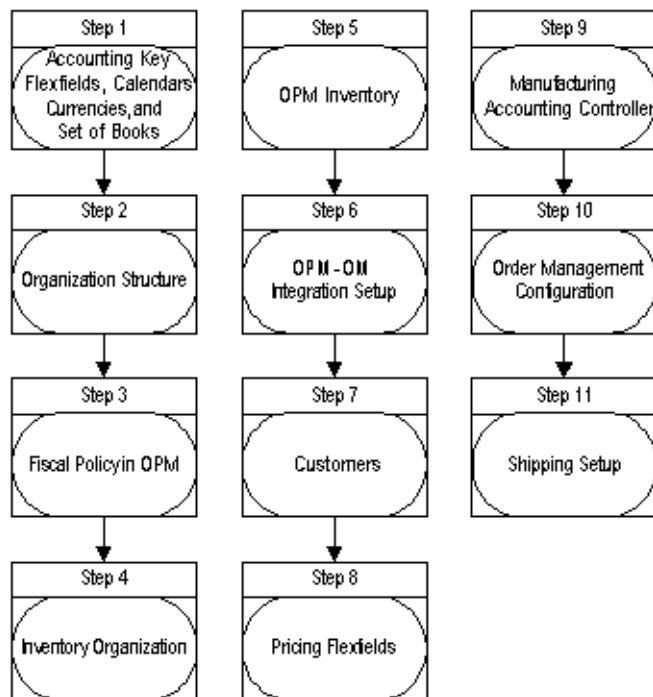 Step 1
Accounting Key
Flexfields, Calendars
Currencies,and
Set of Books
Step 2
Organization Structure
Step 3
Fiscal Policyin OPM
Step 4
Inventory Organization
Step 5
OPM Inventory
Step 6
OPM-OM
Integration Setup
Step 7
Customers
Step 8
Pricing Flexfields
Step 9
Manufacturing
Accounting Controller
Step 10
Order Management
Configuration
Step 11
Shipping Setup